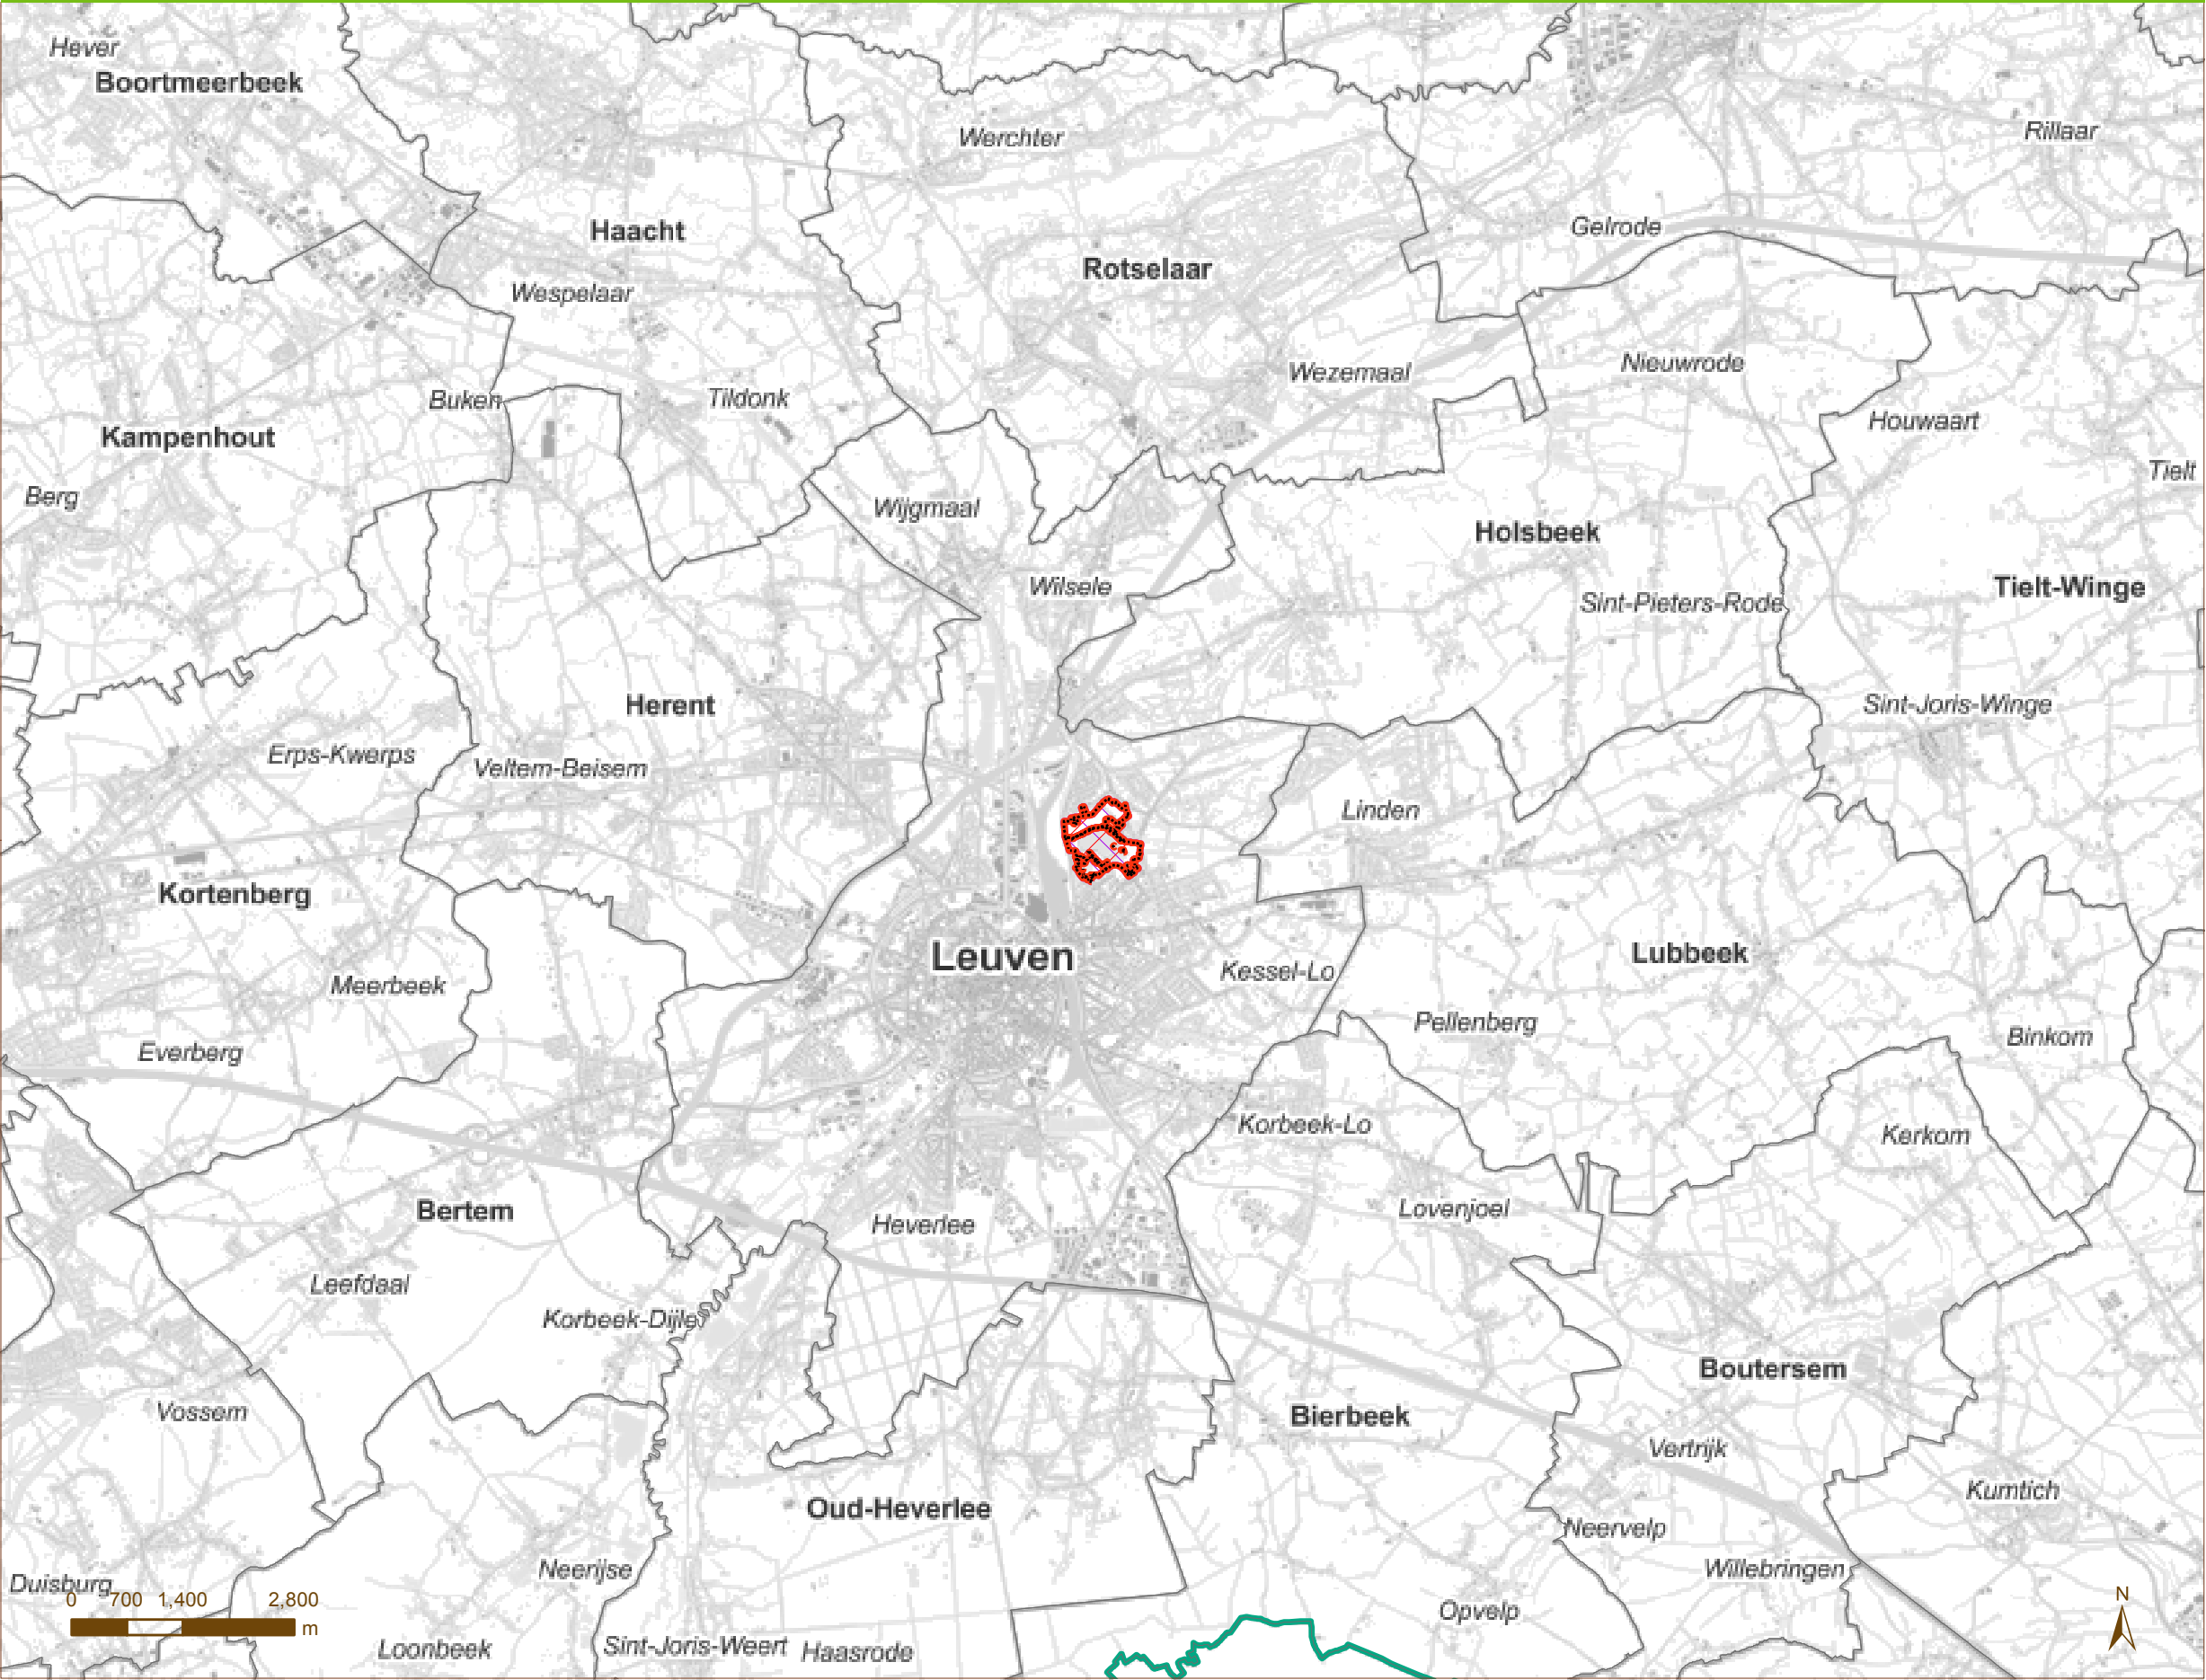 Hever
Boortmeerbeek
Werchter
Rillaar
Haacht
Gelrode
Rotselaar
Wespelaar
Nieuwrode
Wezemaal
Buken
Tildonk
Houwaart
Kampenhout
Tielt
Berg
Wijgmaal
Holsbeek
Wilsele
Tielt-Winge
Sint-Pieters-Rode
Herent
Sint-Joris-Winge
Erps-Kwerps
Veltem-Beisem
Linden
Kortenberg
Lubbeek
Leuven
Kessel-Lo
Meerbeek
Pellenberg
Binkom
Everberg
Korbeek-Lo
Kerkom
Bertem
Lovenjoel
Heverlee
Leefdaal
Korbeek-Dijle
Boutersem
Vossem
Bierbeek
Vertrijk
Kumtich
Oud-Heverlee
Neervelp
Neerijse
Willebringen
Duisburg
0 700 1,400 2,800
m
N
Opvelp
Loonbeek
Sint-Joris-Weert
Haasrode